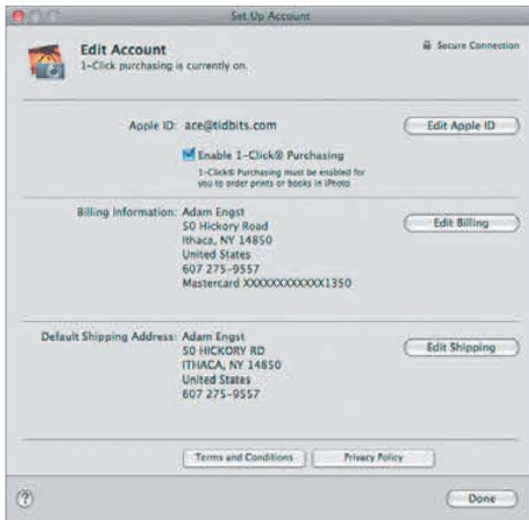 Set Up Account
Edit Account
1-Click purchasing is currently on.
Secure Connection
Apple ID: ace@tidbits.com
Edit Apple ID
Enable 1-Click® Purchasing
1-Click® Purchasing must be enabled for
you to order prints or books in iPhoto
Billing Information: Adam Engst
50 Hickory Road
Ithaca, NY 14850
United States
607 275-9557
Mastercard XXXXXXXXXXXX1350
Edit Billing
Default Shipping Address: Adam Engst
50 HICKORY RD
ITHACA, NY 14850
United States
607 275-9557
Edit Shipping
Terms and Conditions
Privacy Policy
?
Done